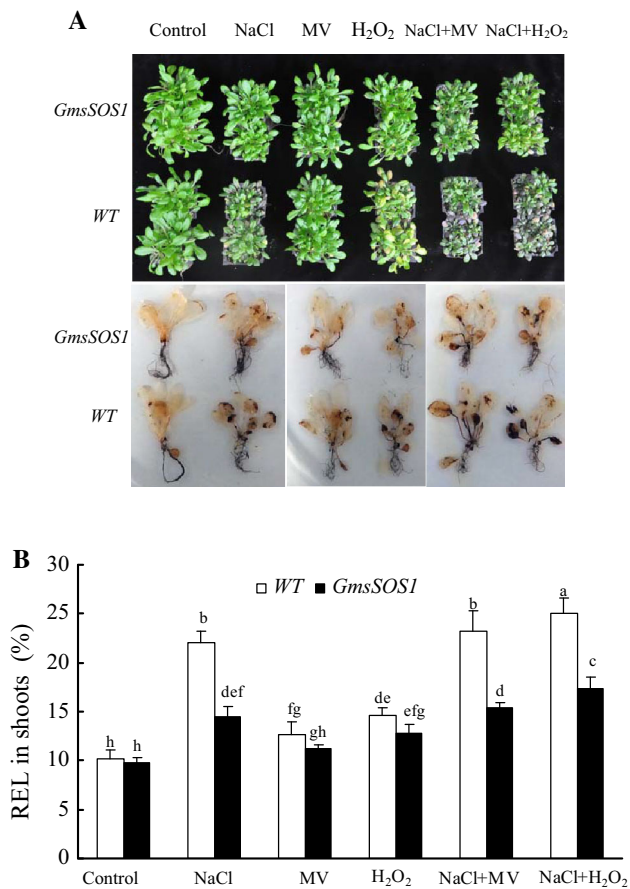 A
Control NaCl MV H₂O₂ NaCl+MV NaCl+H₂O₂
GmsSOS1
WT
GmsSOS1
WT
B
REL in shoots (%)
30
25
20
15
10
5
0
WT GmsSOS1
h h b def fg gh de efg b d a c
Control NaCl MV H₂O₂ NaCl+MV NaCl+H₂O₂